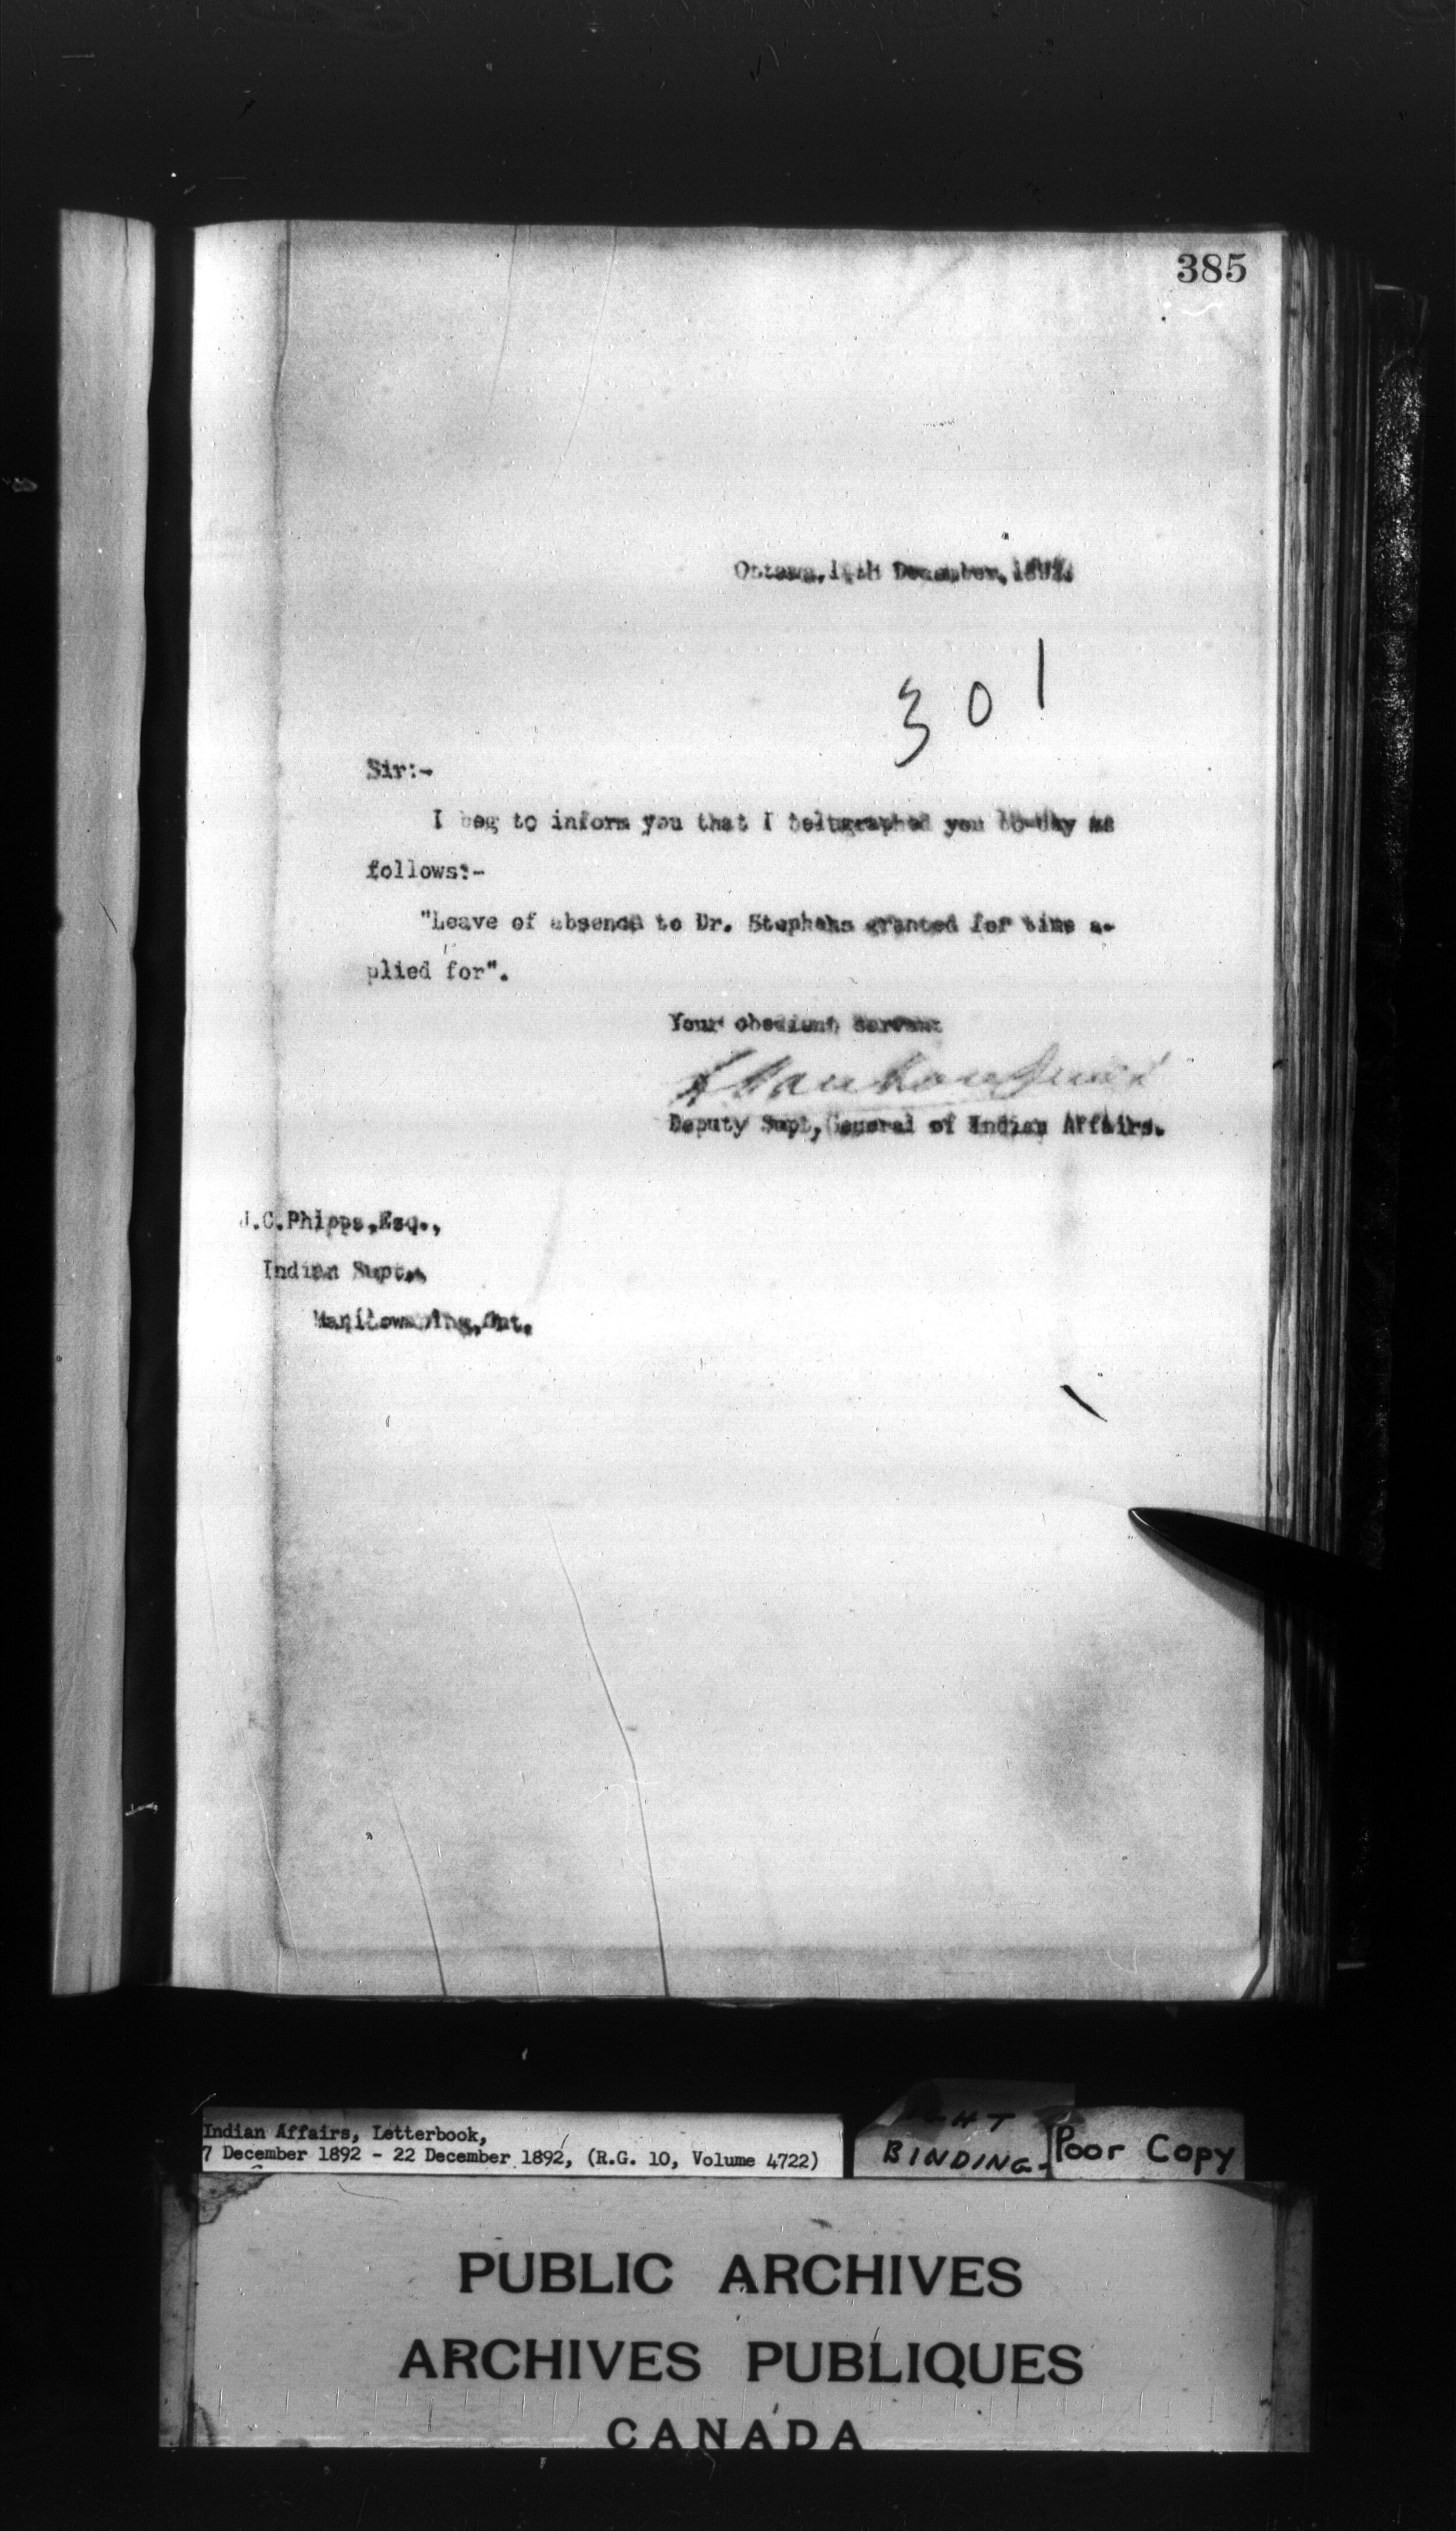 385
Ottawa, December, 1892.
301
Sir:-
I beg to inform you that I telegraphed you to-day as
follows:-
"Leave of absence to Dr. Stephens granted for time a-
plied for".
Your obedient servant
L Vankoughnet
Deputy Supt, General of Indian Affairs.
J.C.Phipps,Esq.,
Indian Supt.,
Manitowaning,Ont.
Indian Affairs, Letterbook,
7 December 1892 - 22 December 1892, (R.G. 10, Volume 4722)
BINDING-
Poor Copy
PUBLIC ARCHIVES
ARCHIVES PUBLIQUES
CANADA